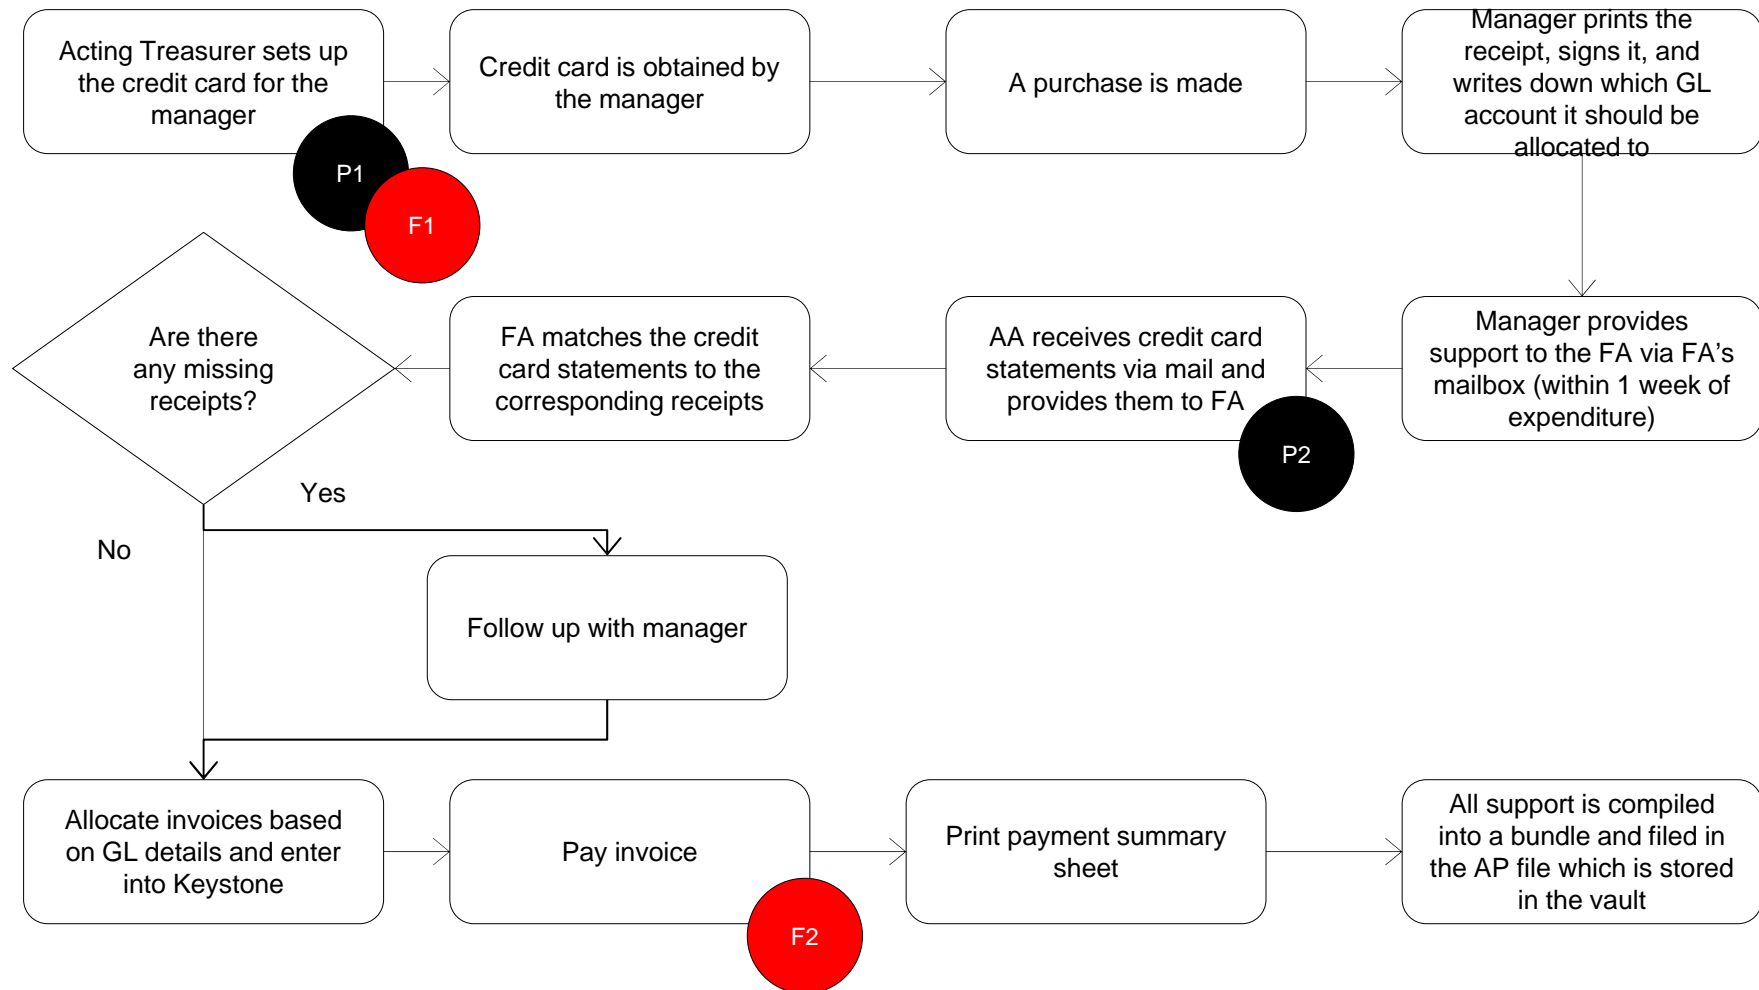 Acting Treasurer sets up
the credit card for the
manager
P1
F1
Credit card is obtained by
the manager
A purchase is made
Manager prints the
receipt, signs it, and
writes down which GL
account it should be
allocated to
Manager provides
support to the FA via FA’s
mailbox (within 1 week of
expenditure)
AA receives credit card
statements via mail and
provides them to FA
P2
FA matches the credit
card statements to the
corresponding receipts
Are there
any missing
receipts?
Yes
No
Follow up with manager
Allocate invoices based
on GL details and enter
into Keystone
Pay invoice
F2
Print payment summary
sheet
All support is compiled
into a bundle and filed in
the AP file which is stored
in the vault